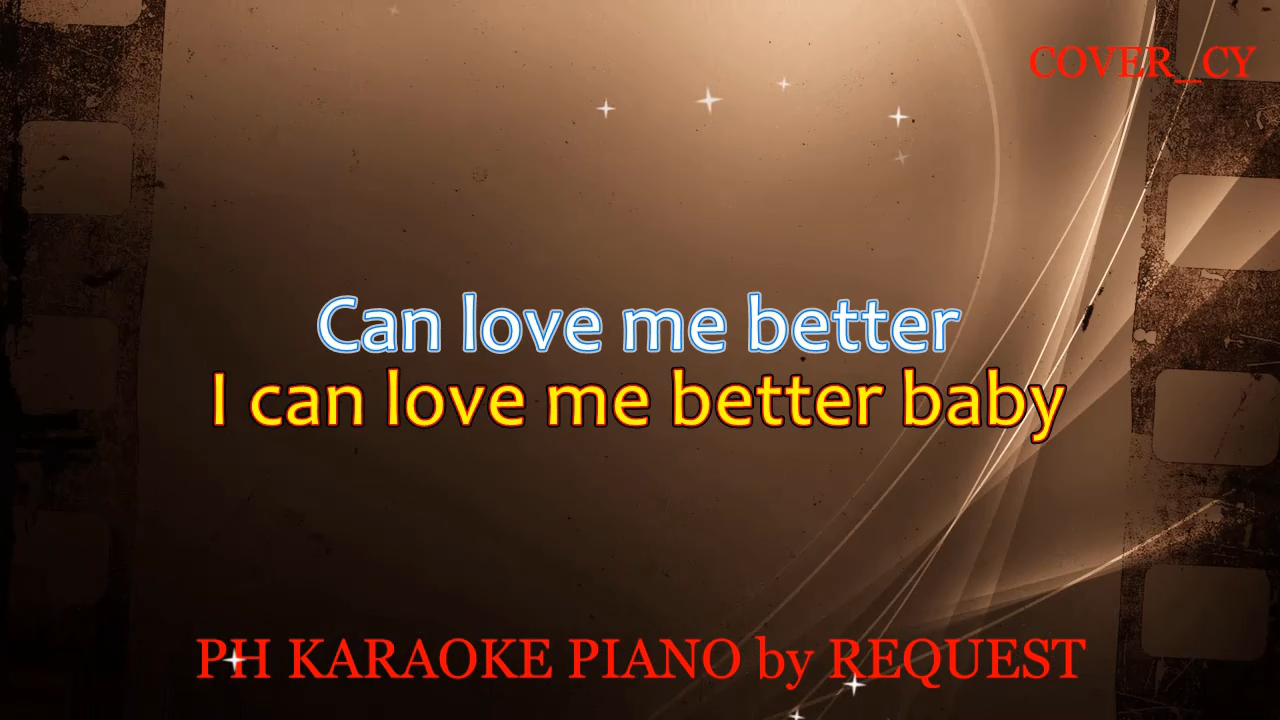 COVER_CY
Can love me better
I can love me better baby
PH KARAOKE PIANO by REQUEST